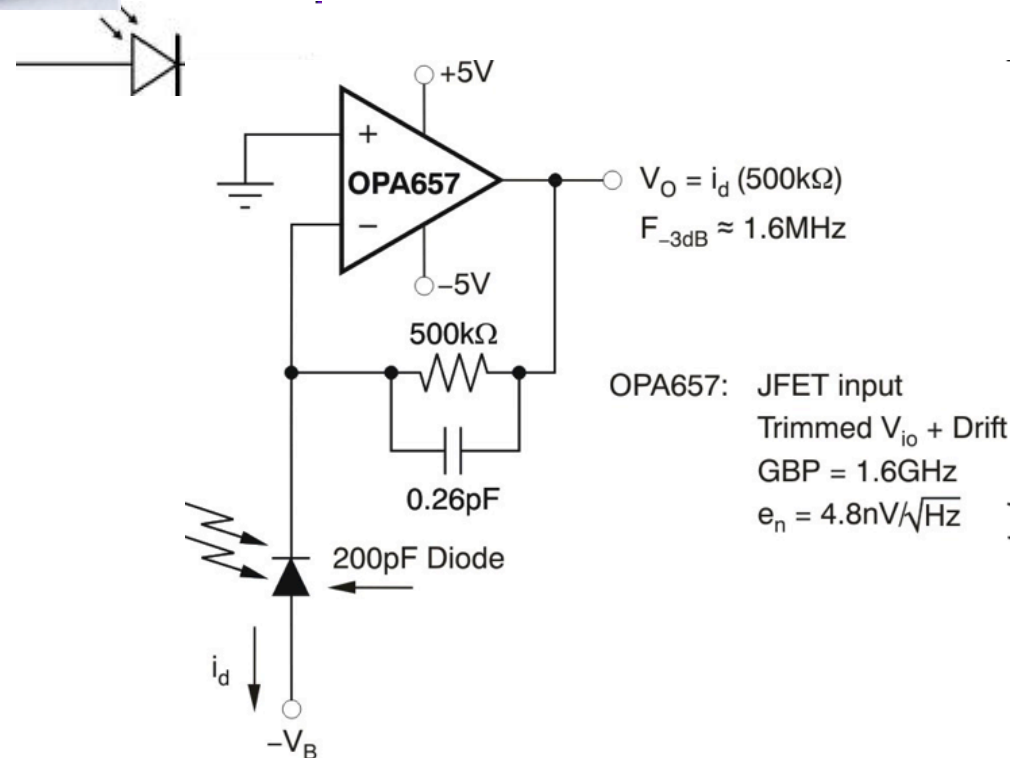 +5V
+
OPA657
−
−5V
V_O = i_d (500kΩ)
F_−3dB ≈ 1.6MHz
500kΩ
0.26pF
OPA657: JFET input
Trimmed V_io + Drift
GBP = 1.6GHz
e_n = 4.8nV/√Hz
200pF Diode
i_d
−V_B